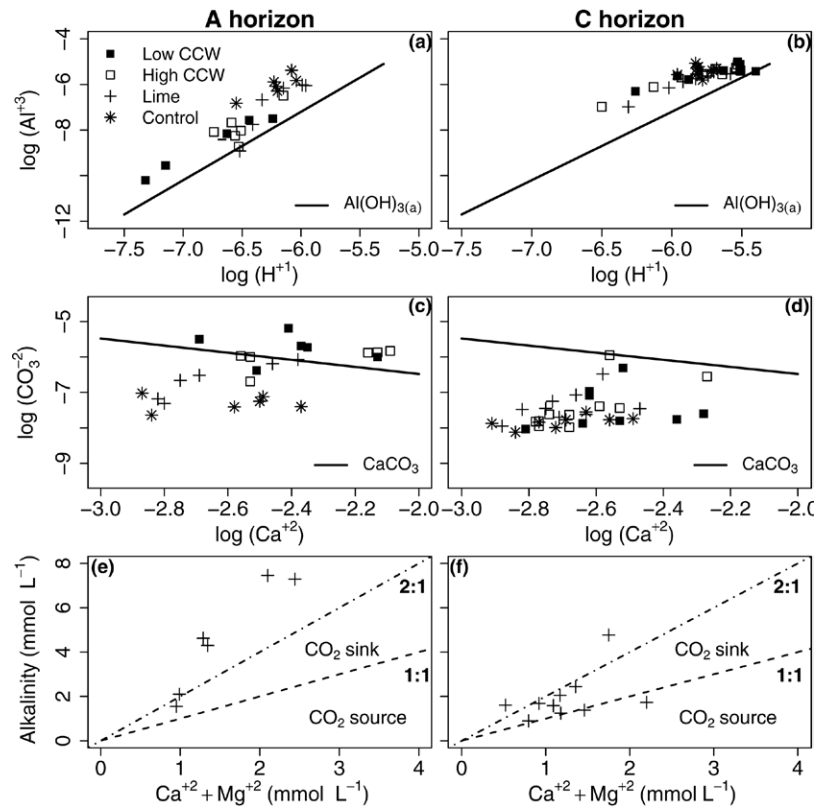 A horizon
C horizon
(a)
Low CCW
High CCW
Lime
Control
Al(OH)3(a)
log (Al+3)
−4
−6
−8
−12
−7.5
−7.0
−6.5
−6.0
−5.5
−5.0
log (H+1)
(b)
Al(OH)3(a)
−7.5
−7.0
−6.5
−6.0
−5.5
log (H+1)
(c)
CaCO3
log (CO3−2)
−5
−7
−9
−3.0
−2.8
−2.6
−2.4
−2.2
−2.0
log (Ca+2)
(d)
CaCO3
−3.0
−2.8
−2.6
−2.4
−2.2
−2.0
log (Ca+2)
(e)
2:1
CO2 sink
1:1
CO2 source
Alkalinity (mmol L−1)
8
6
4
2
0
0
1
2
3
4
Ca+2 + Mg+2 (mmol L−1)
(f)
2:1
CO2 sink
1:1
CO2 source
0
1
2
3
4
Ca+2 + Mg+2 (mmol L−1)